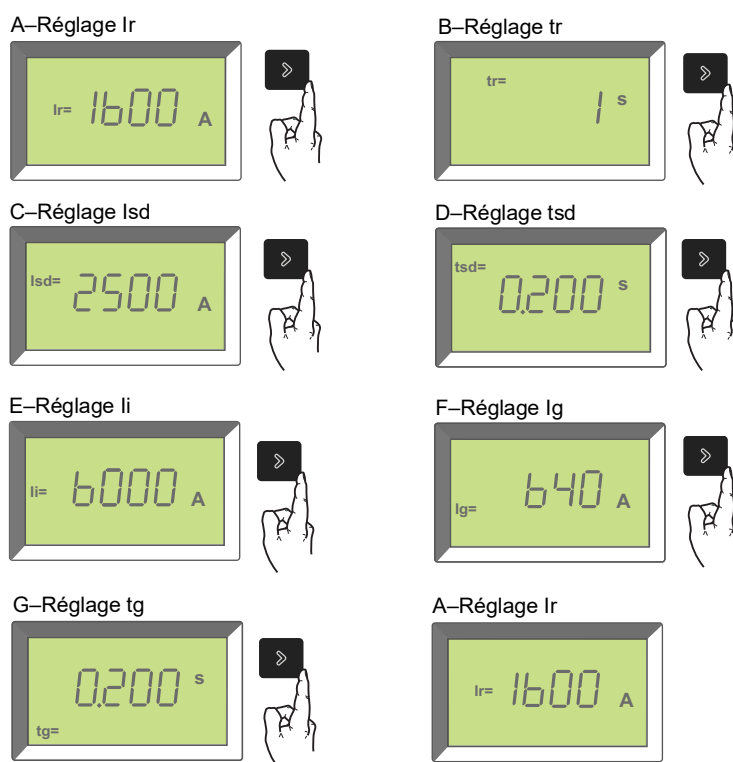 A–Réglage Ir
Ir= 1600 A
B–Réglage tr
tr= 1 s
C–Réglage Isd
Isd= 2500 A
D–Réglage tsd
tsd= 0.200 s
E–Réglage Ii
Ii= 6000 A
F–Réglage Ig
Ig= 640 A
G–Réglage tg
tg= 0.200 s
A–Réglage Ir
Ir= 1600 A